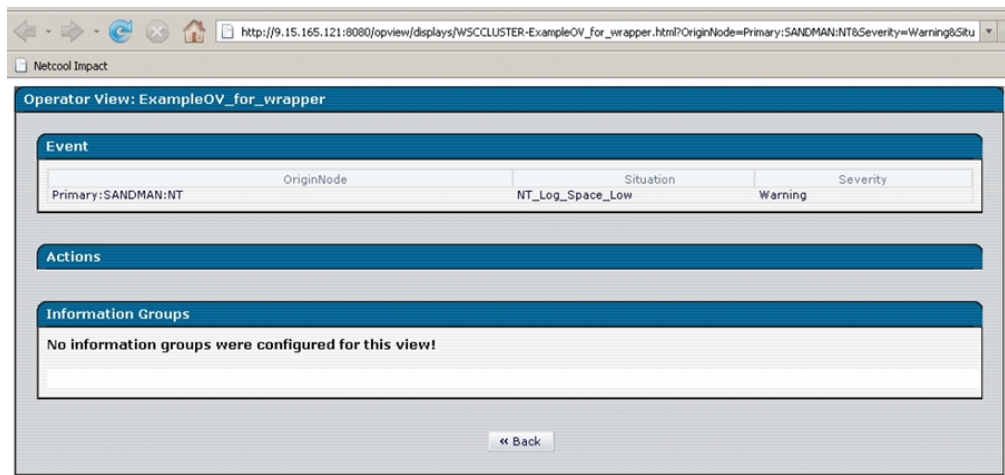 http://9.15.165.121:8080/opview/displays/WSCCLUSTER-ExampleOV_for_wrapper.html?OriginNode=Primary:SANDMAN:NT&Severity=Warning&Situ
Netcool Impact
Operator View: ExampleOV_for_wrapper
Event
OriginNode Situation Severity
Primary:SANDMAN:NT NT_Log_Space_Low Warning
Actions
Information Groups
No information groups were configured for this view!
« Back